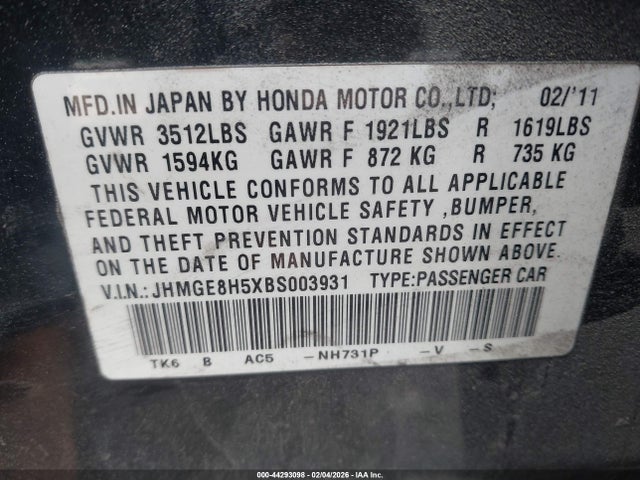 MFD.IN JAPAN BY HONDA MOTOR CO.,LTD; 02/'11
GVWR 3512LBS GAWR F 1921LBS R 1619LBS
GVWR 1594KG GAWR F 872 KG R 735 KG
THIS VEHICLE CONFORMS TO ALL APPLICABLE
FEDERAL MOTOR VEHICLE SAFETY ,BUMPER,
AND THEFT PREVENTION STANDARDS IN EFFECT
ON THE DATE OF MANUFACTURE SHOWN ABOVE.
V.I.N.:JHMGE8H5XBS003931 TYPE:PASSENGER CAR
TK6 B AC5 -NH731P -V -S
000-44293098 - 02/04/2026 - IAA Inc.